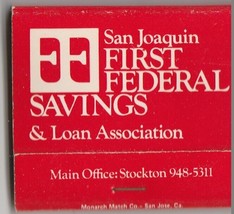 San Joaquin
FIRST
FEDERAL
SAVINGS
& Loan Association
Main Office: Stockton 948-5311
Monarch Match Co - San Jose, Ca.